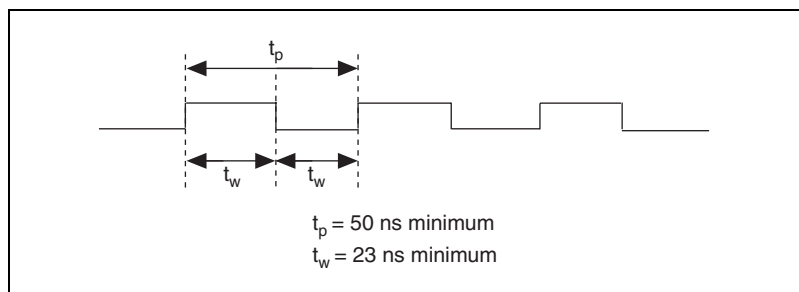 tp
tw tw
tp = 50 ns minimum
tw = 23 ns minimum